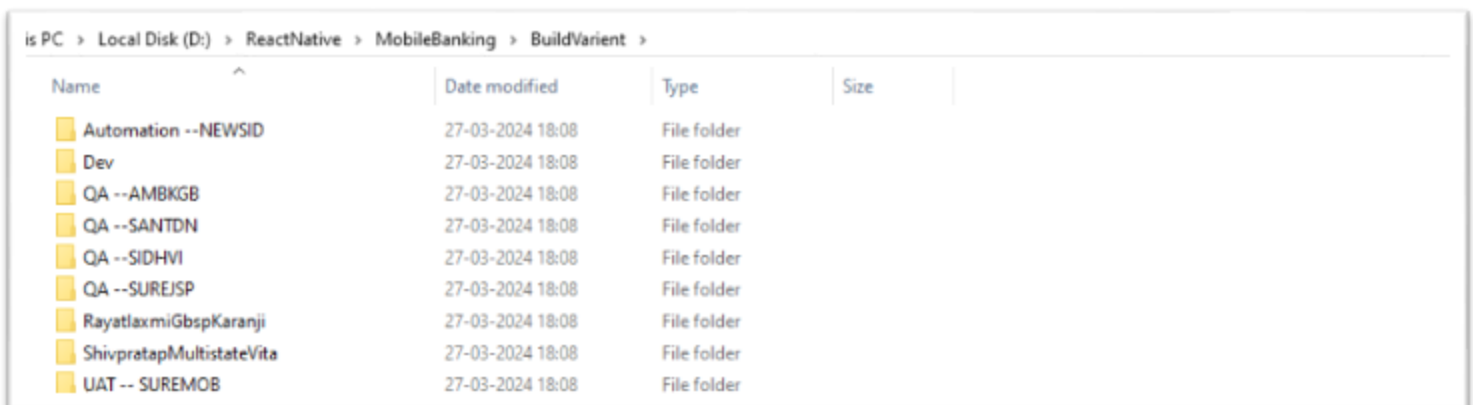 is PC > Local Disk (D:) > ReactNative > MobileBanking > BuildVarient >
Name Date modified Type Size
Automation --NEWSID 27-03-2024 18:08 File folder
Dev 27-03-2024 18:08 File folder
QA --AMBKGB 27-03-2024 18:08 File folder
QA --SANTDN 27-03-2024 18:08 File folder
QA --SIDHVI 27-03-2024 18:08 File folder
QA --SUREJSP 27-03-2024 18:08 File folder
RayatlaxmiGbspKaranji 27-03-2024 18:08 File folder
ShivpratapMultistateVita 27-03-2024 18:08 File folder
UAT -- SUREMOB 27-03-2024 18:08 File folder